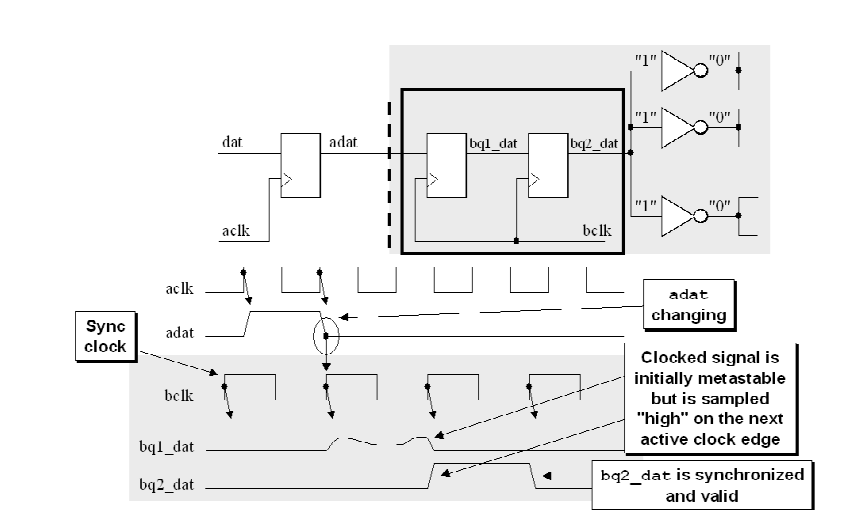 "1" "0"
"1" "0"
dat adat bq1_dat bq2_dat
"1" "0"
aclk bclk
aclk
adat
changing
Sync
clock
adat
Clocked signal is
initially metastable
but is sampled
"high" on the next
active clock edge
bclk
bq1_dat
bq2_dat
bq2_dat is synchronized
and valid